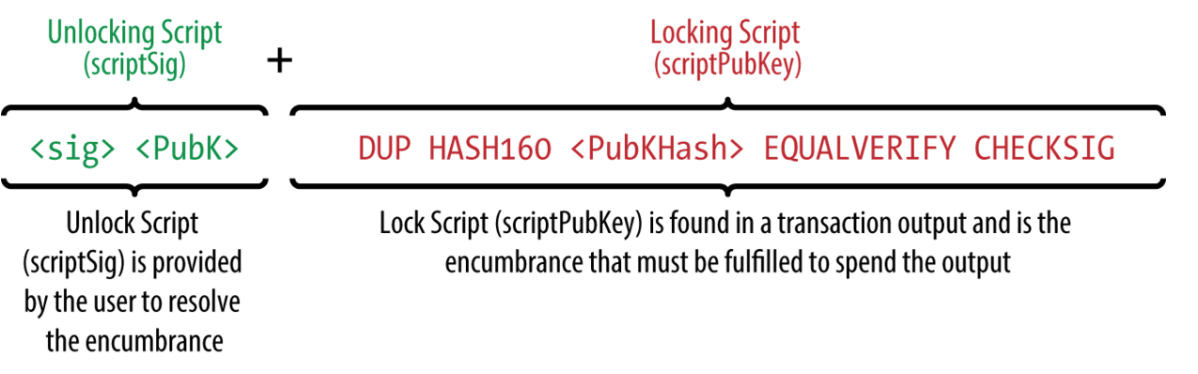 Unlocking Script
(scriptSig)
+
Locking Script
(scriptPubKey)
<sig> <PubK>
DUP HASH160 <PubKHash> EQUALVERIFY CHECKSIG
Unlock Script
(scriptSig) is provided
by the user to resolve
the encumbrance
Lock Script (scriptPubKey) is found in a transaction output and is the
encumbrance that must be fulfilled to spend the output